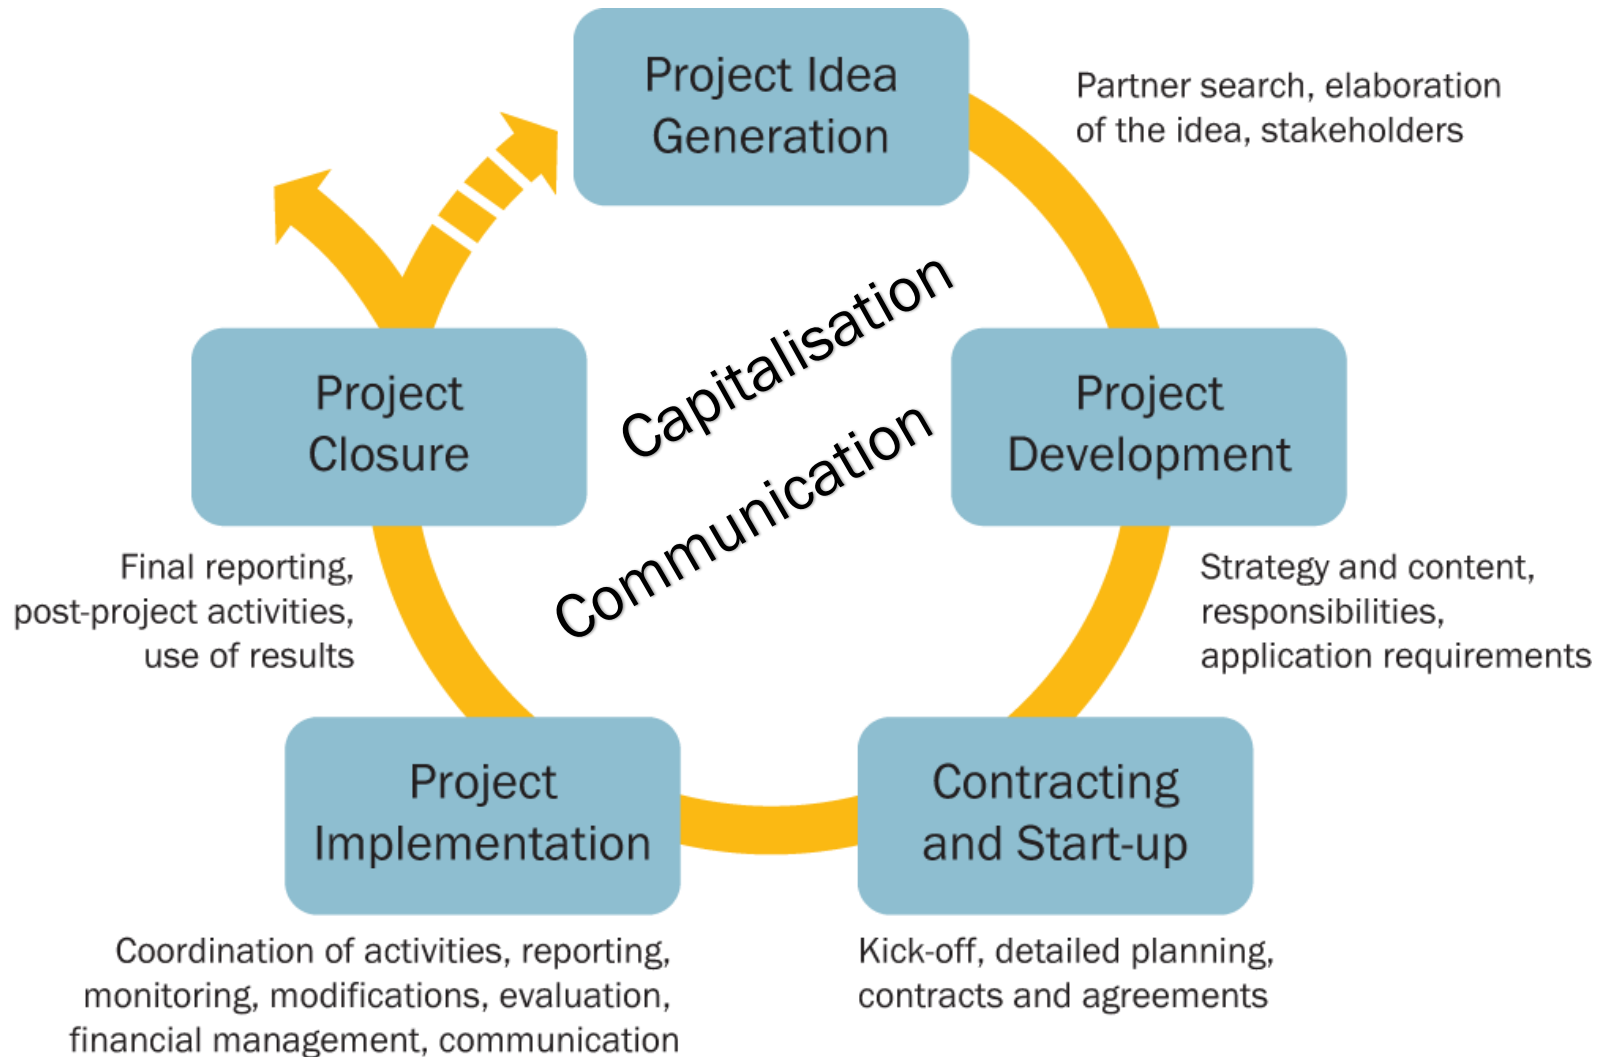 Project Idea
Generation
Partner search, elaboration
of the idea, stakeholders
Capitalisation
Communication
Project
Closure
Project
Development
Final reporting,
post-project activities,
use of results
Strategy and content,
responsibilities,
application requirements
Project
Implementation
Contracting
and Start-up
Coordination of activities, reporting,
monitoring, modifications, evaluation,
financial management, communication
Kick-off, detailed planning,
contracts and agreements